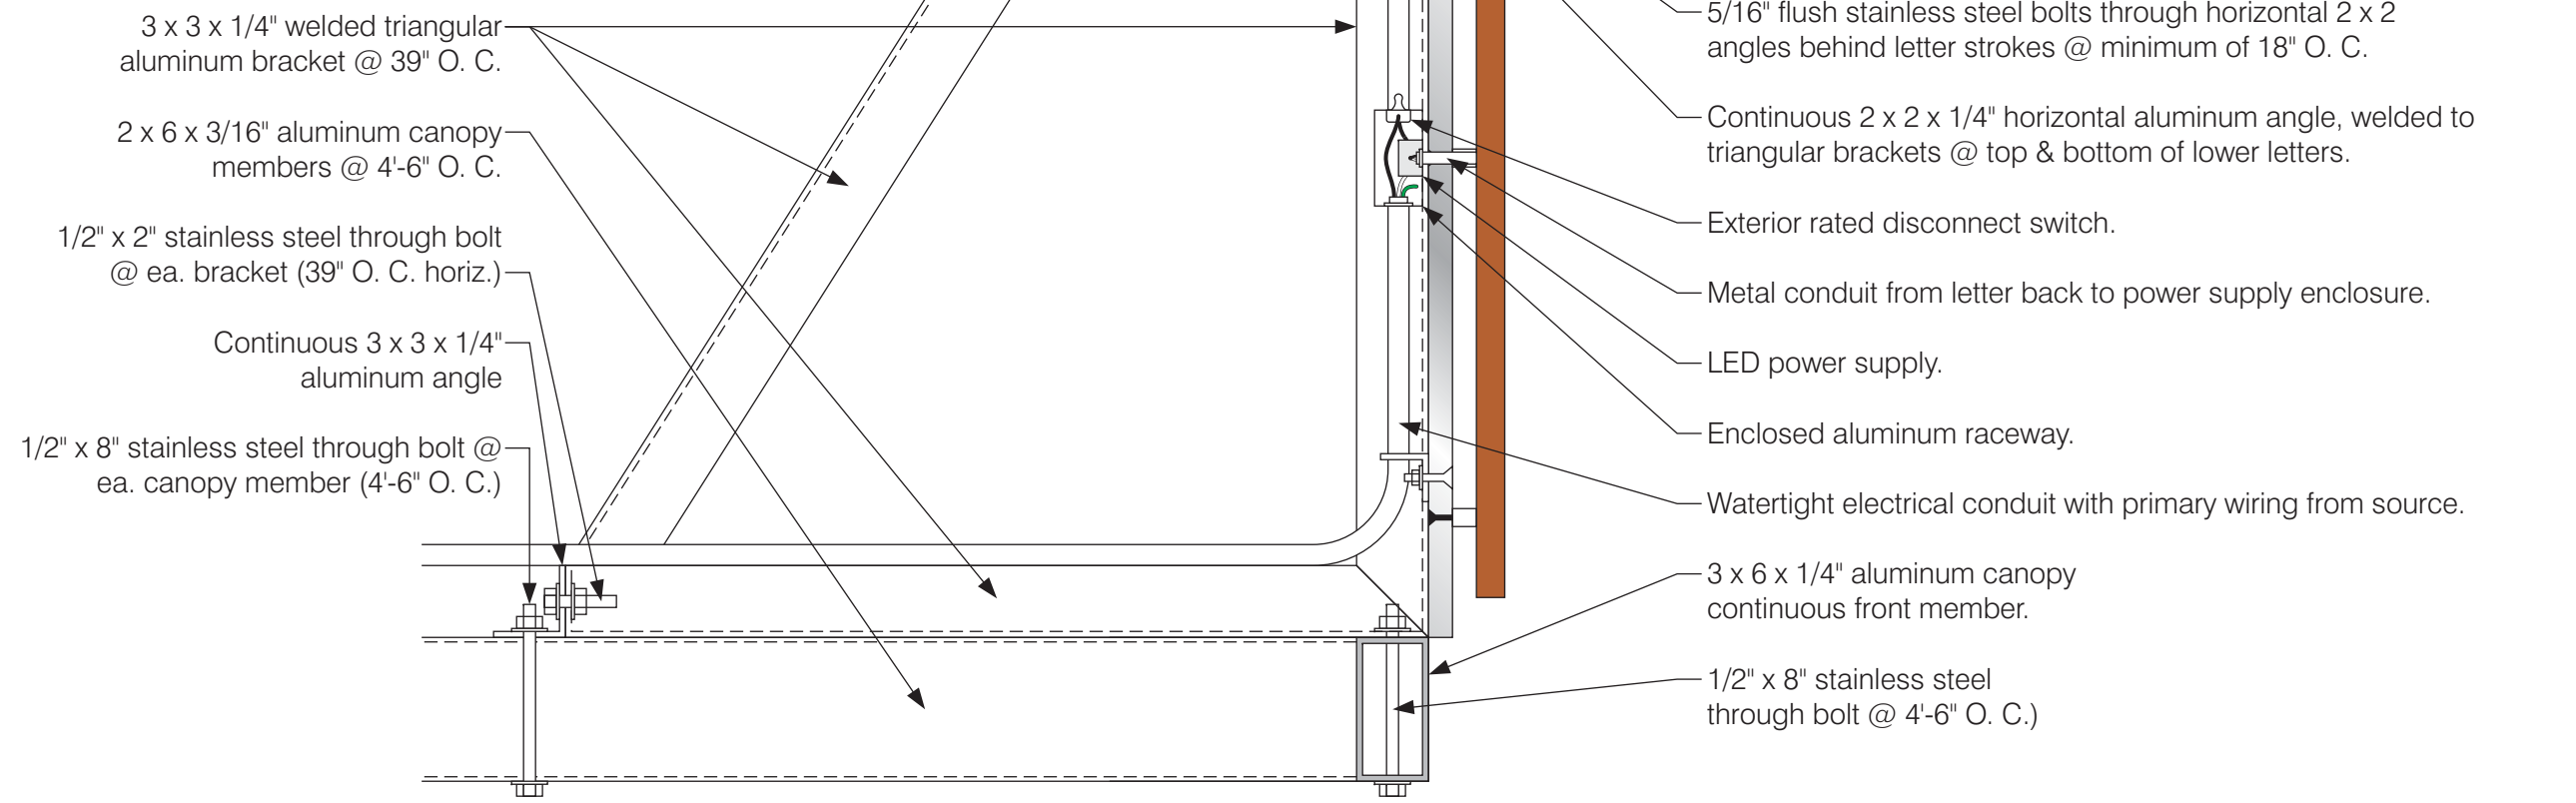 3 x 3 x 1/4" welded triangular
aluminum bracket @ 39" O. C.
2 x 6 x 3/16" aluminum canopy
members @ 4'-6" O. C.
1/2" x 2" stainless steel through bolt
@ ea. bracket (39" O. C. horiz.)
Continuous 3 x 3 x 1/4"
aluminum angle
1/2" x 8" stainless steel through bolt @
ea. canopy member (4'-6" O. C.)
5/16" flush stainless steel bolts through horizontal 2 x 2
angles behind letter strokes @ minimum of 18" O. C.
Continuous 2 x 2 x 1/4" horizontal aluminum angle, welded to
triangular brackets @ top & bottom of lower letters.
Exterior rated disconnect switch.
Metal conduit from letter back to power supply enclosure.
LED power supply.
Enclosed aluminum raceway.
Watertight electrical conduit with primary wiring from source.
3 x 6 x 1/4" aluminum canopy
continuous front member.
1/2" x 8" stainless steel
through bolt @ 4'-6" O. C.)